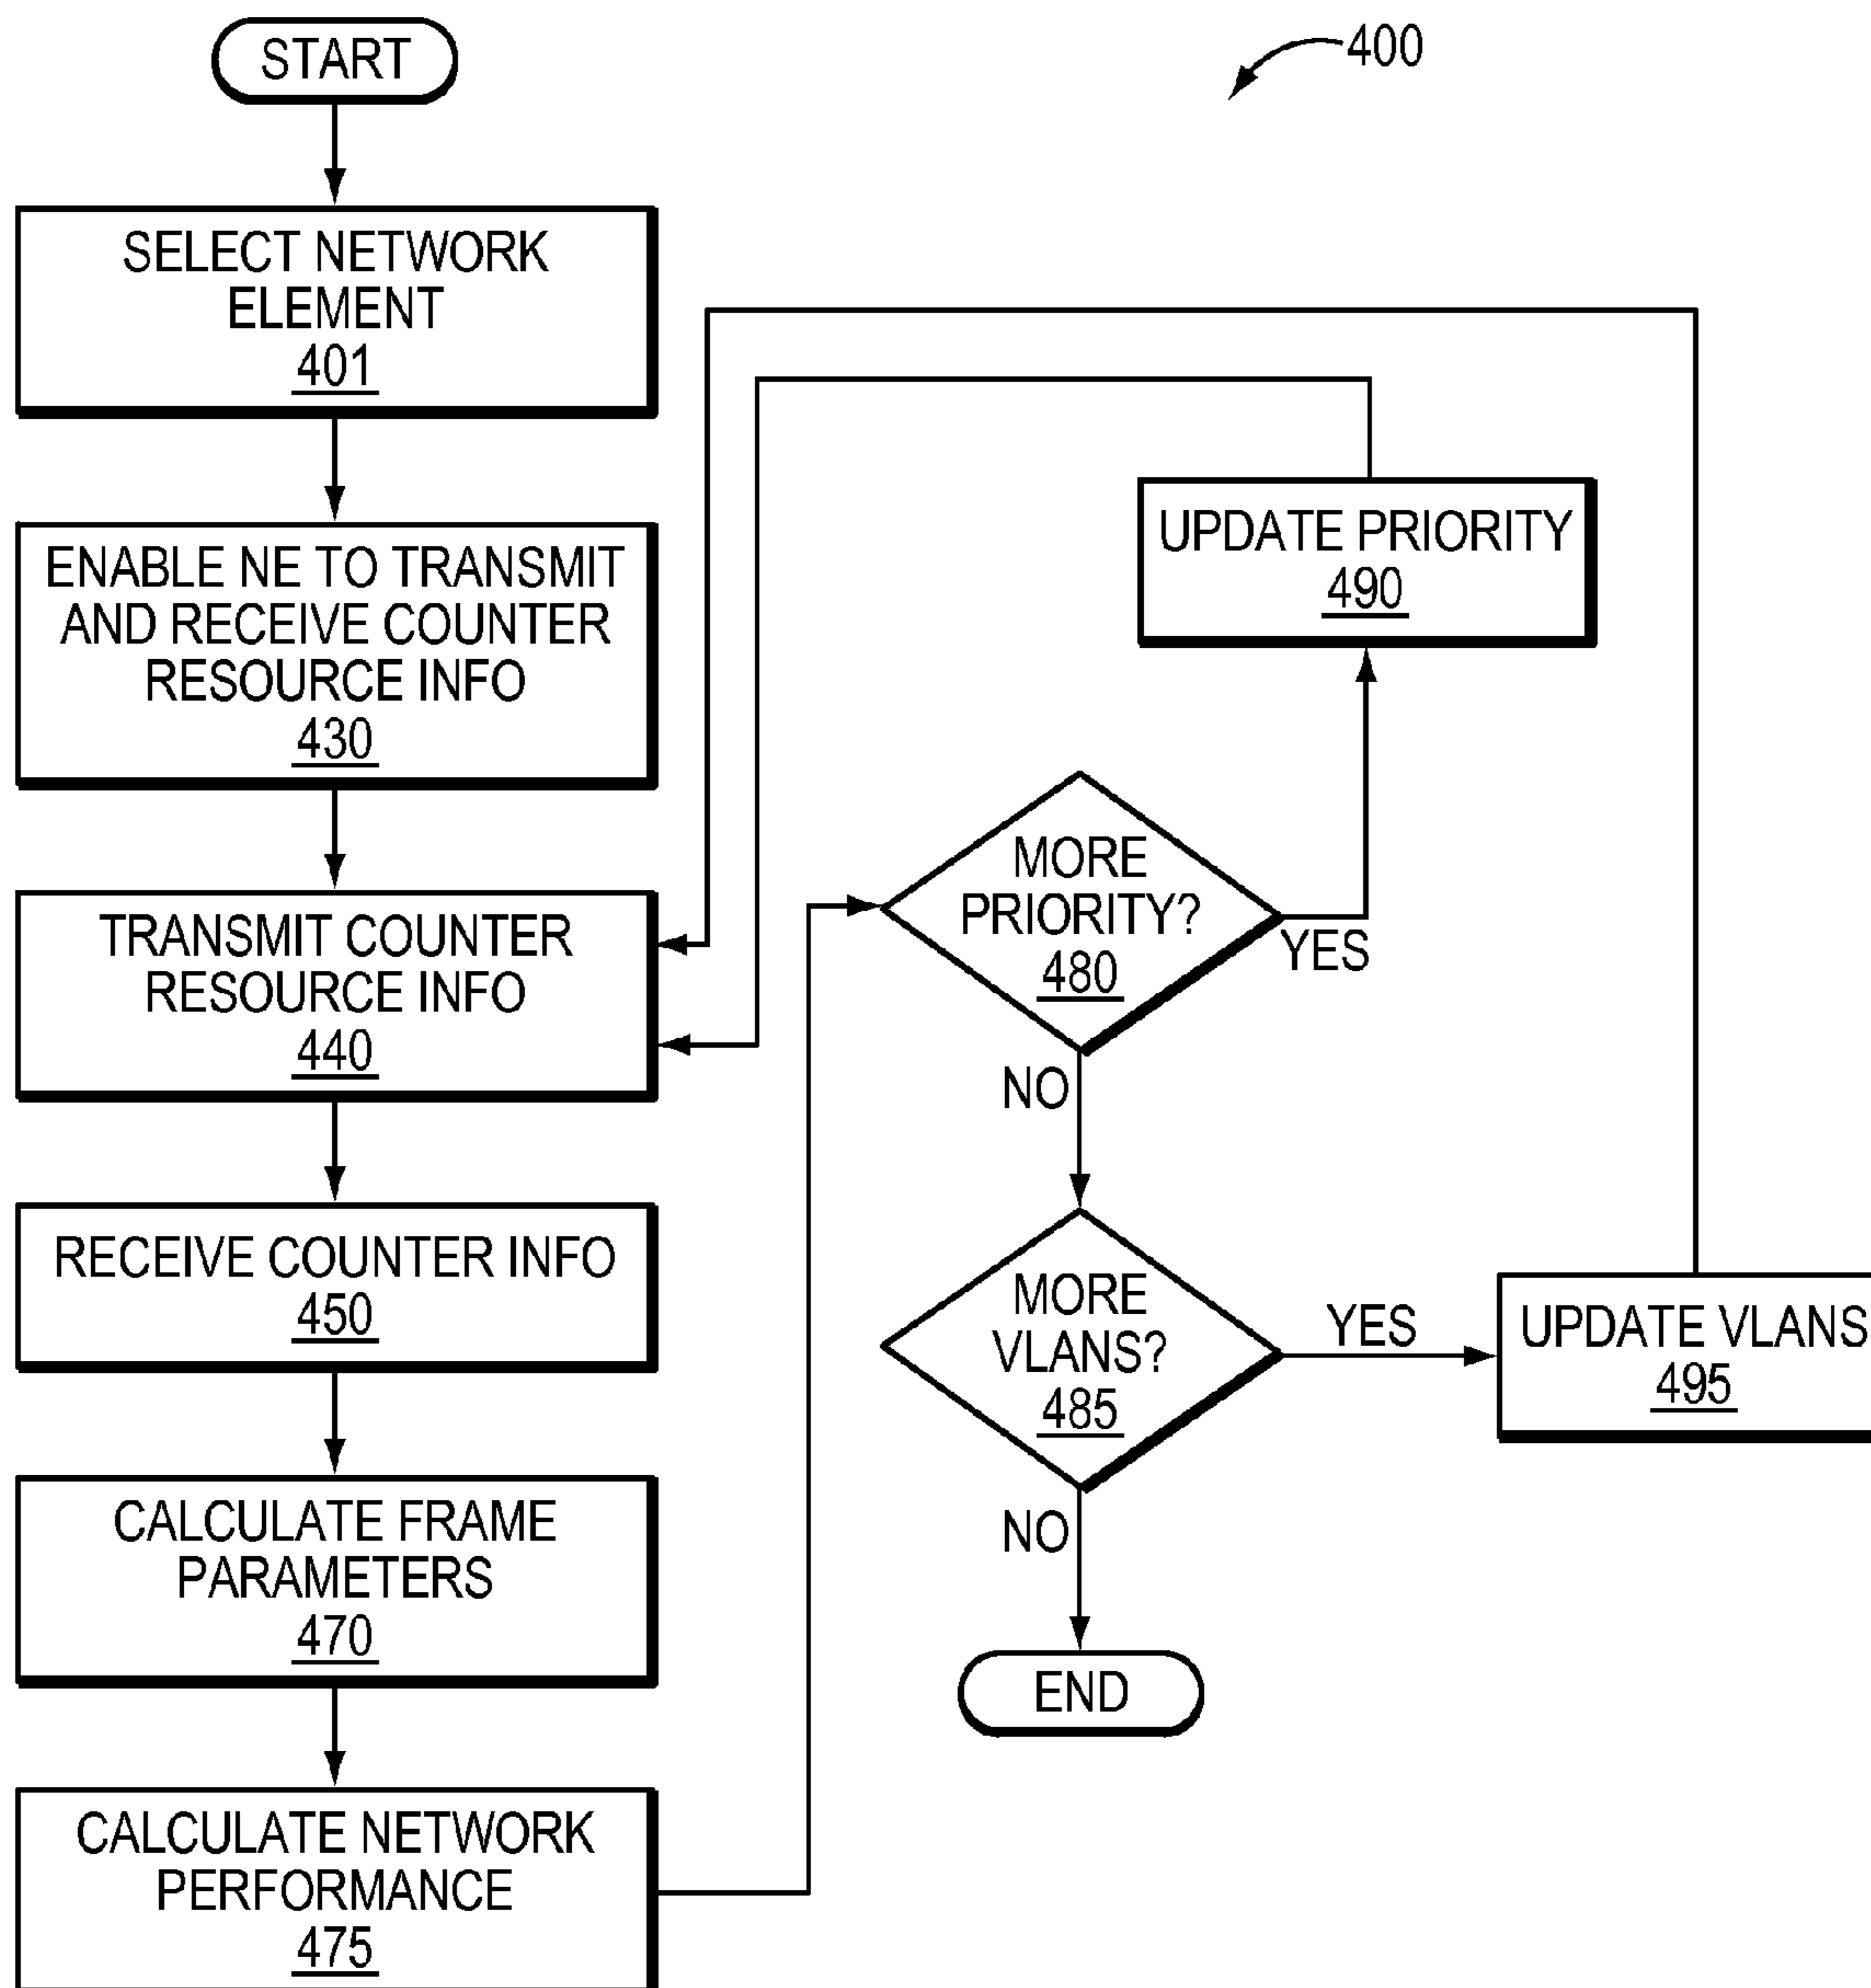 START
400
SELECT NETWORK
ELEMENT
401
ENABLE NE TO TRANSMIT
AND RECEIVE COUNTER
RESOURCE INFO
430
TRANSMIT COUNTER
RESOURCE INFO
440
RECEIVE COUNTER INFO
450
CALCULATE FRAME
PARAMETERS
470
CALCULATE NETWORK
PERFORMANCE
475
MORE
PRIORITY?
480
YES
NO
UPDATE PRIORITY
490
MORE
VLANS?
485
YES
NO
UPDATE VLANS
495
END